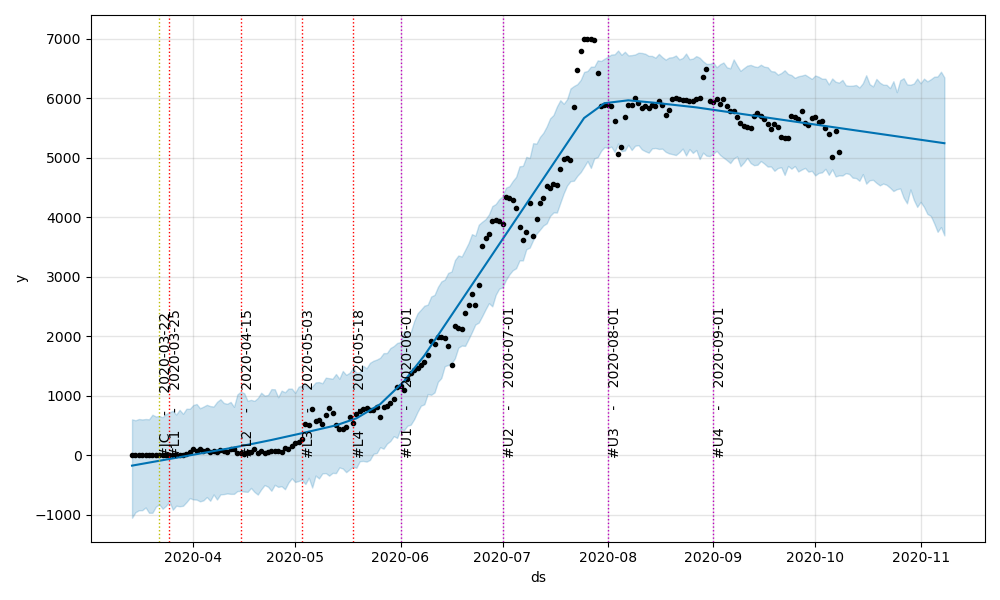 7000
6000
5000
4000
3000
2000
1000
0
−1000
y
#JC - 2020-03-22
#L1 - 2020-03-25
#L2 - 2020-04-15
#L3 - 2020-05-03
#L4 - 2020-05-18
#U1 - 2020-06-01
#U2 - 2020-07-01
#U3 - 2020-08-01
#U4 - 2020-09-01
2020-04
2020-05
2020-06
2020-07
2020-08
2020-09
2020-10
2020-11
ds